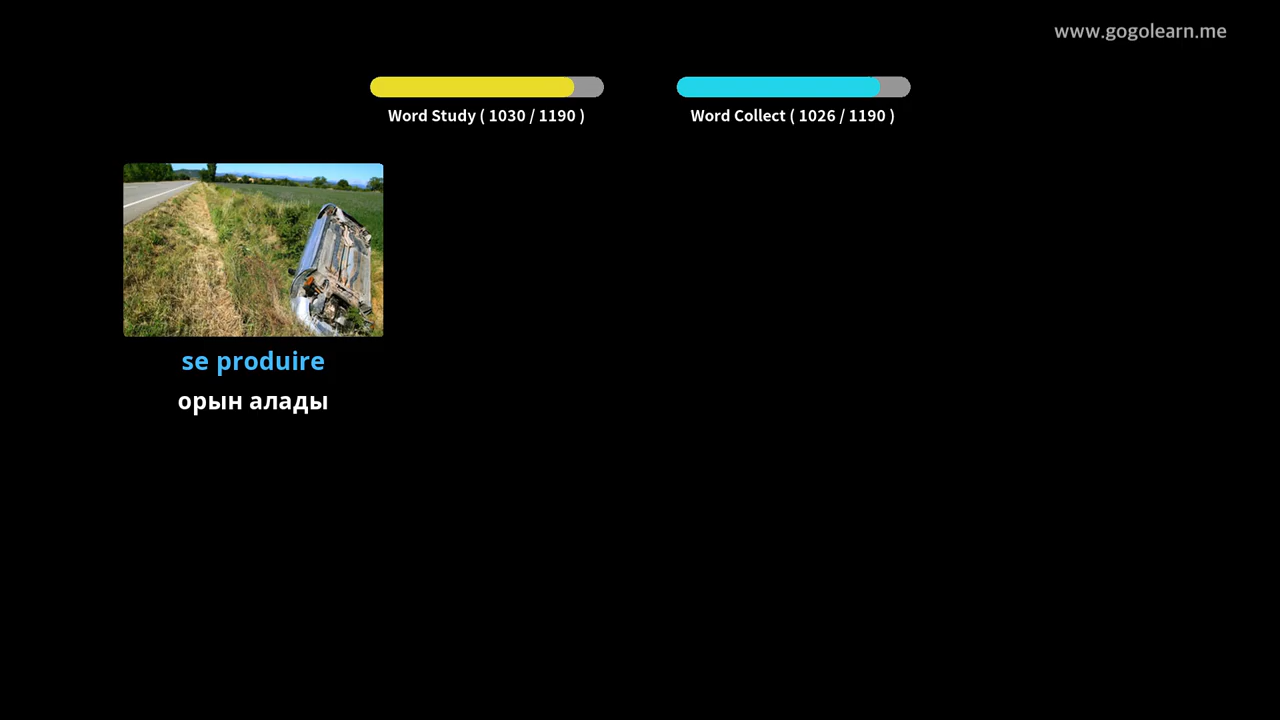 www.gogolearn.me
Word Study ( 1030 / 1190 )
Word Collect ( 1026 / 1190 )
se produire
орын алады